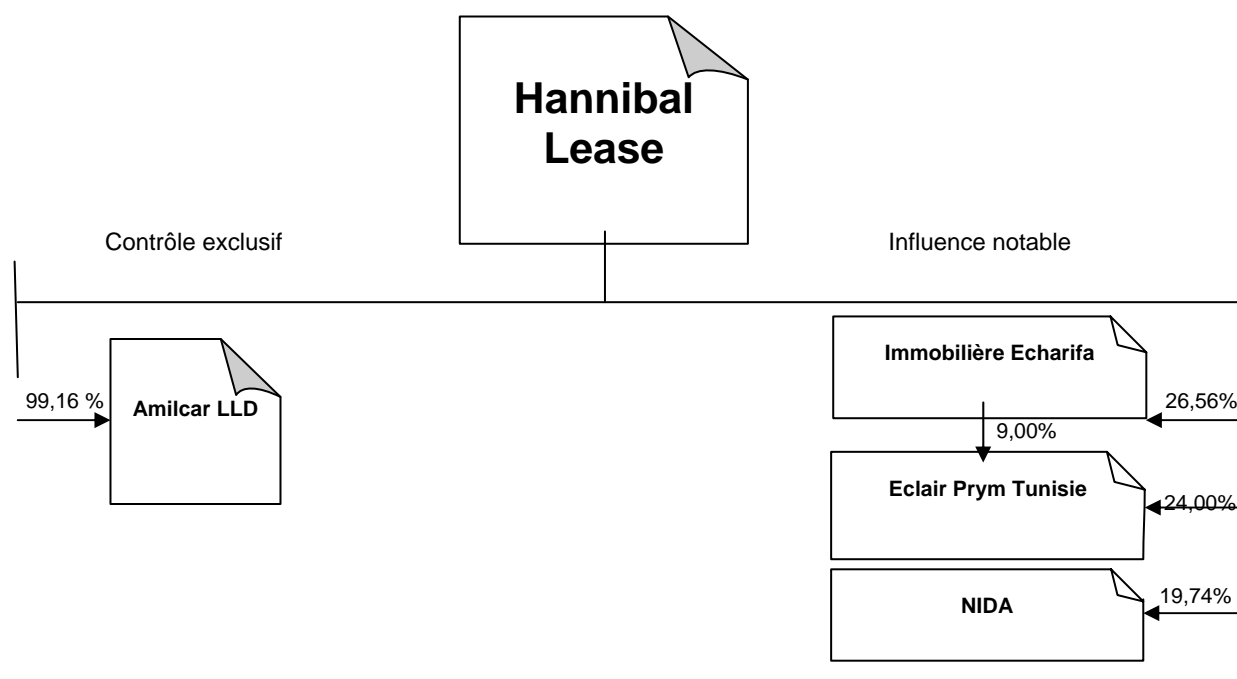 Hannibal
Lease
Contrôle exclusif
Influence notable
Immobilière Echarifa
99,16 %
Amilcar LLD
26,56%
9,00%
Eclair Prym Tunisie
24,00%
NIDA
19,74%